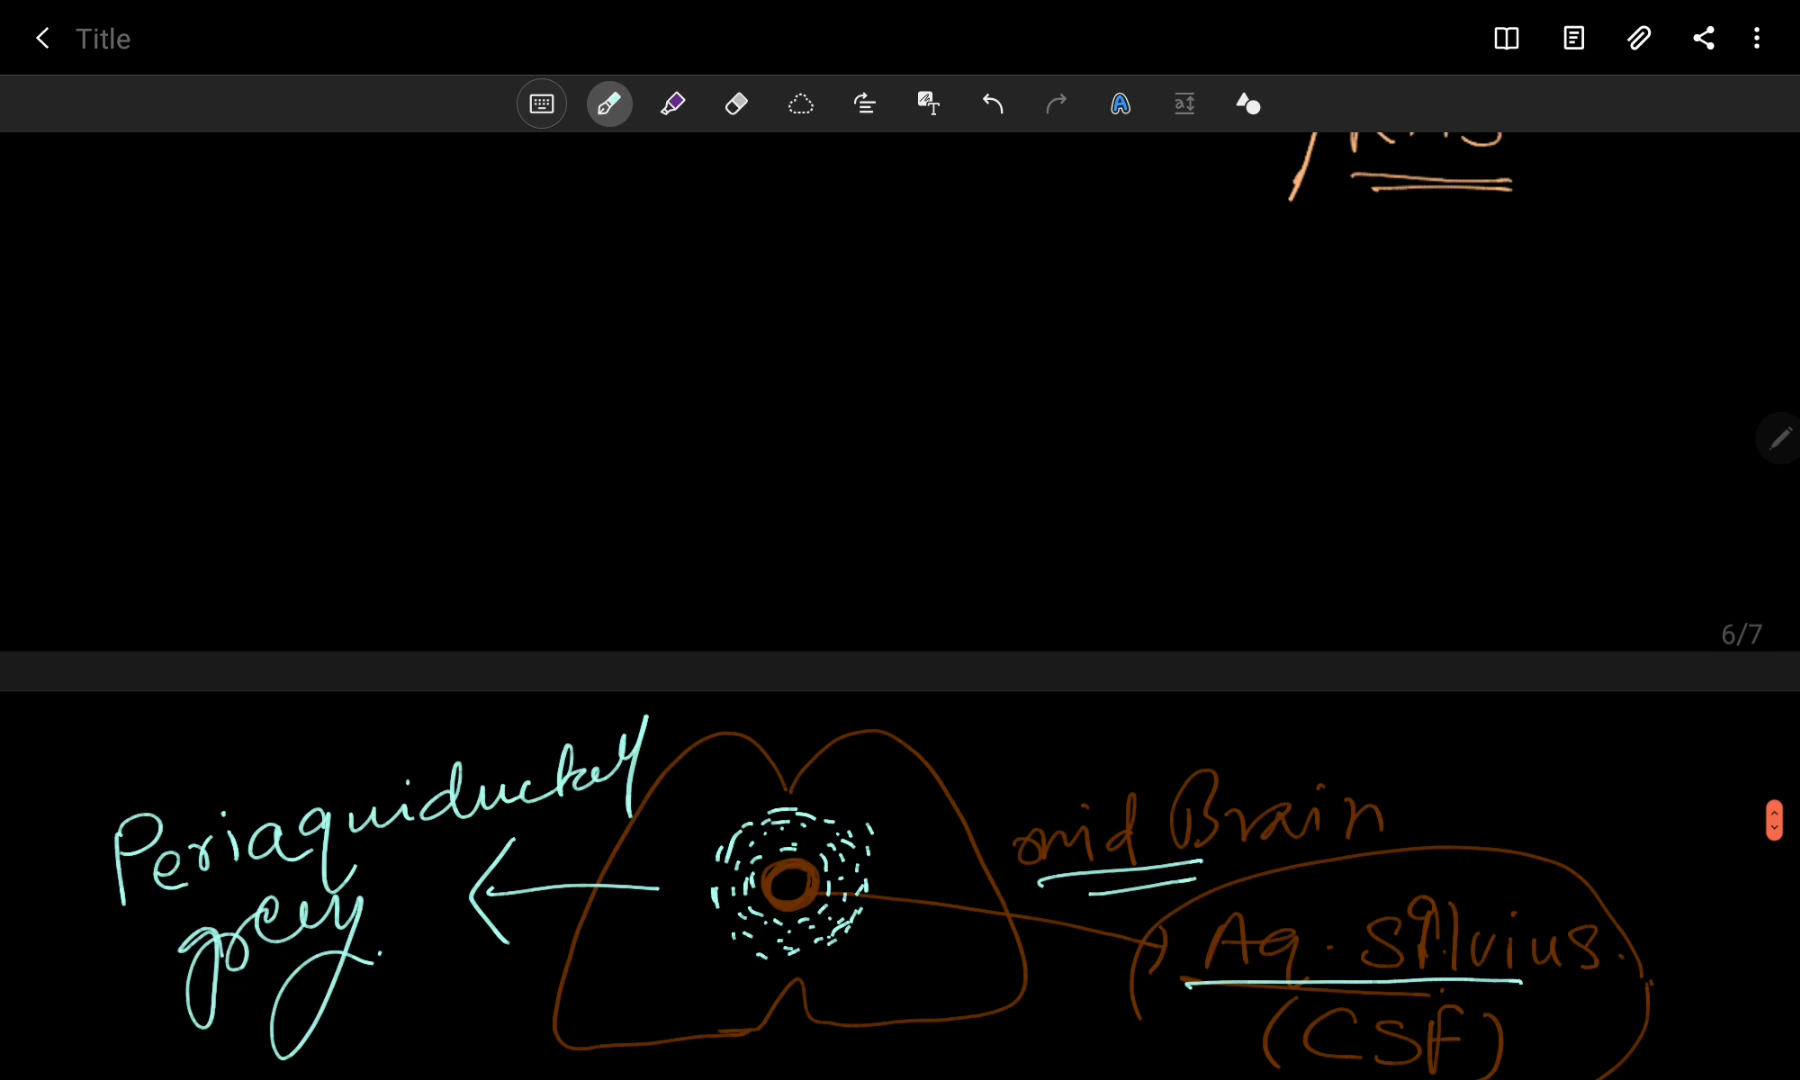 Title
6/7
Periaquiductal
grey.
mid Brain
Aq. Silvius.
(CSF)